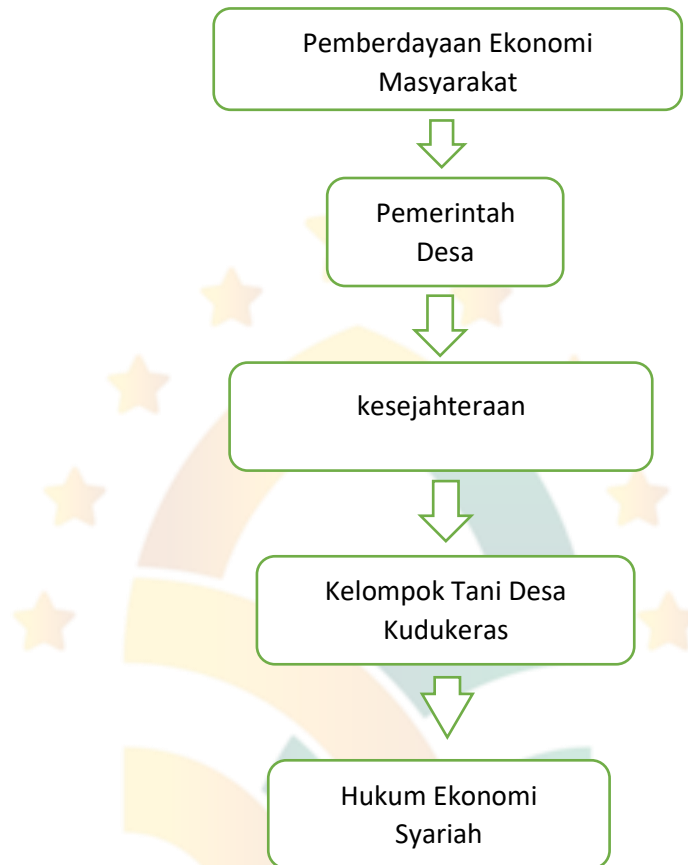 Pemberdayaan Ekonomi
Masyarakat
Pemerintah
Desa
kesejahteraan
Kelompok Tani Desa
Kudukeras
Hukum Ekonomi
Syariah